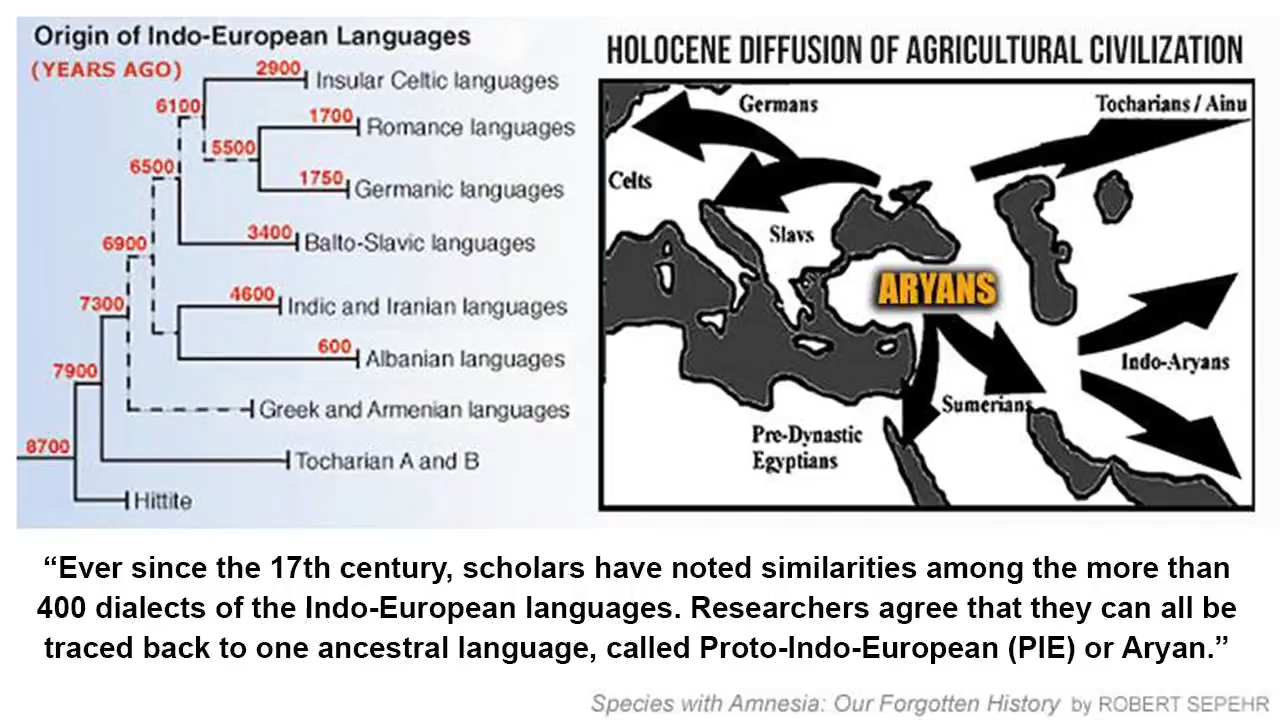 Origin of Indo-European Languages
(YEARS AGO)
2900
Insular Celtic languages
6100
1700
Romance languages
5500
6500
1750
Germanic languages
3400
Balto-Slavic languages
6900
4600
Indic and Iranian languages
7300
600
Albanian languages
7900
Greek and Armenian languages
8700
Tocharian A and B
Hittite
HOLOCENE DIFFUSION OF AGRICULTURAL CIVILIZATION
Germans
Tocharians / Ainu
Celts
Slavs
ARYANS
Indo-Aryans
Sumerians
Pre-Dynastic
Egyptians
“Ever since the 17th century, scholars have noted similarities among the more than
400 dialects of the Indo-European languages. Researchers agree that they can all be
traced back to one ancestral language, called Proto-Indo-European (PIE) or Aryan.”
Species with Amnesia: Our Forgotten History by ROBERT SEPEHR